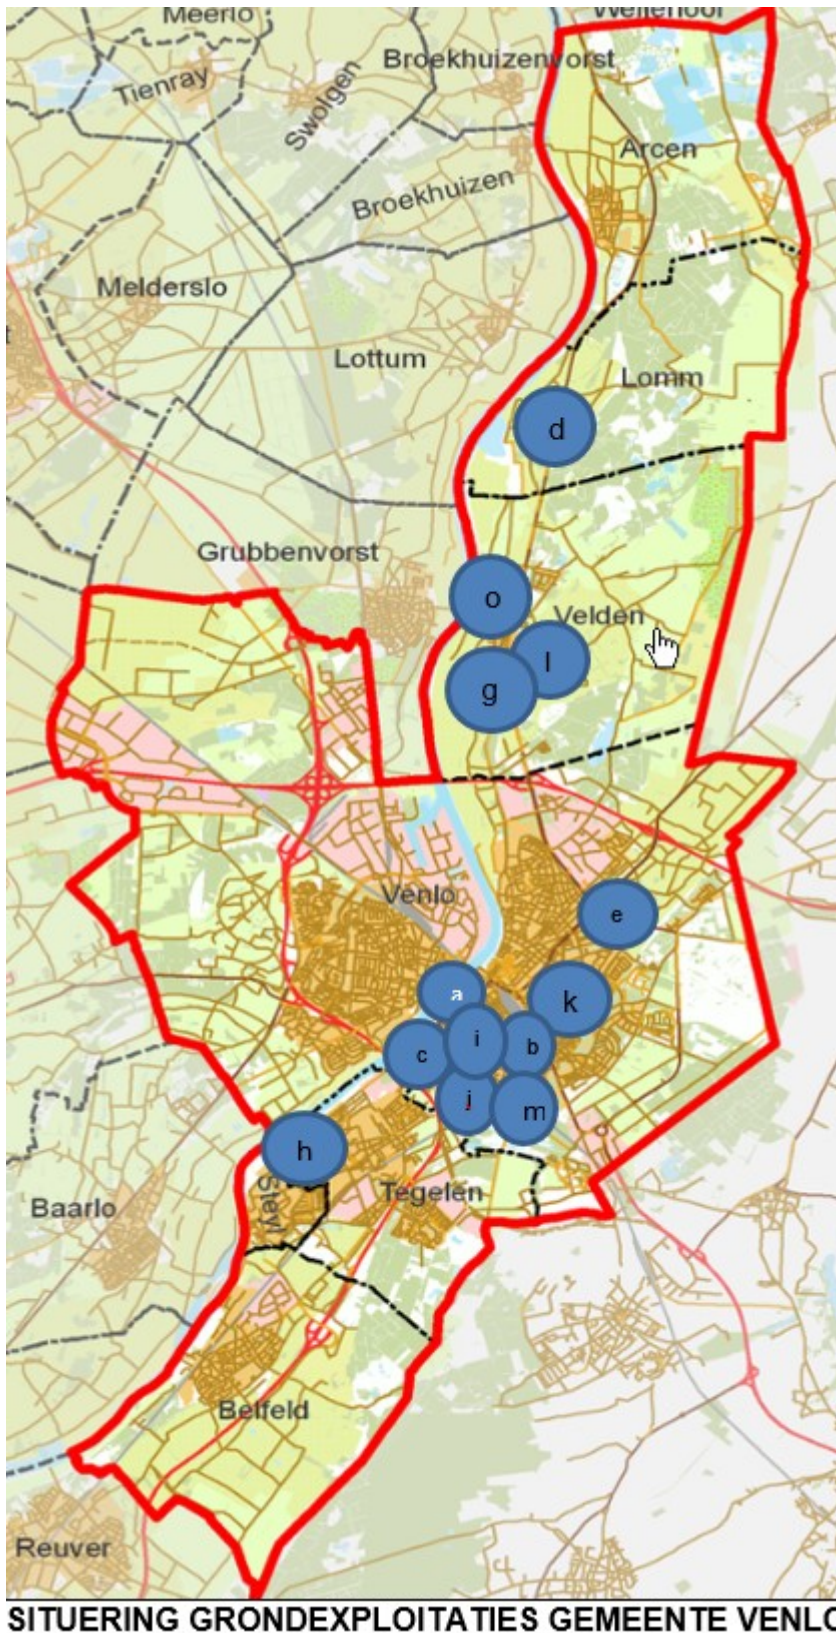 Meerlo
Wellerlooi
Broekhuizenvorst
Tienray
Swolgen
Arcen
Broekhuizen
Melderslo
t
Lottum
Lomm
d
Grubbenvorst
o
Velden
l
g
Venlo
e
a
k
i
b
c
j
m
h
Steyl
Tegelen
Baarlo
Belfeld
Reuver
SITUERING GRONDEXPLOITATIES GEMEENTE VENLO